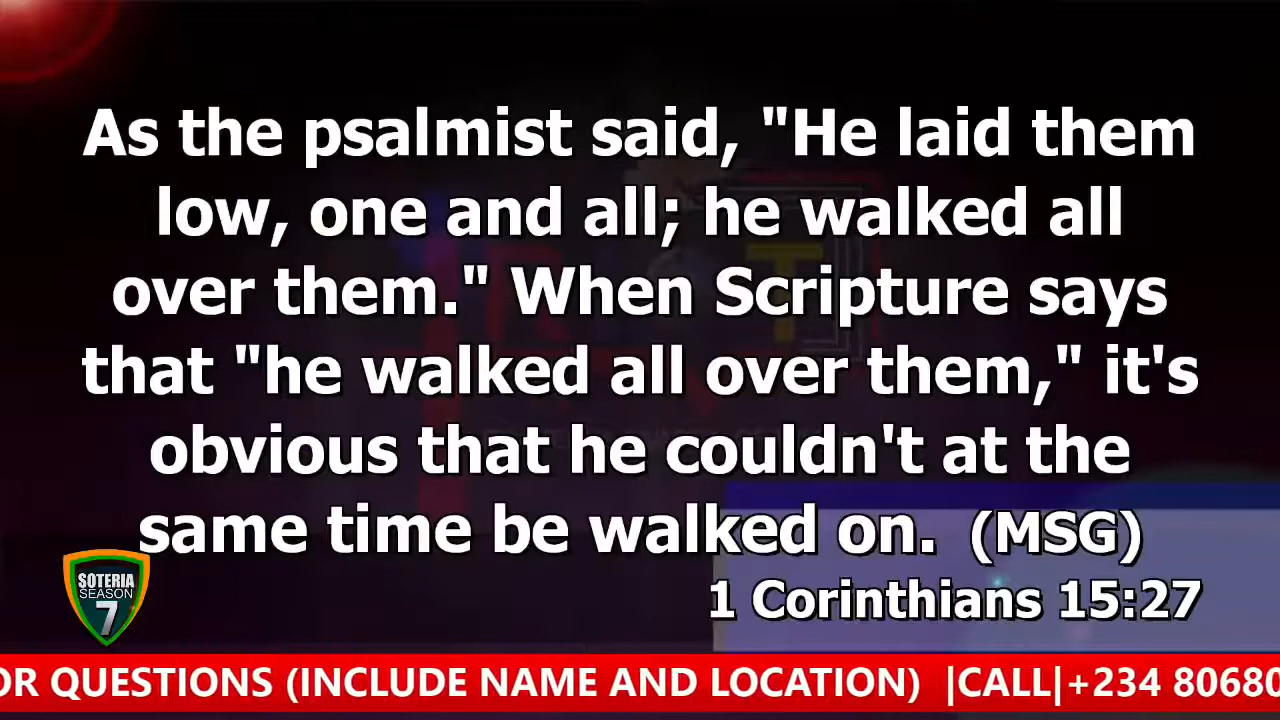 As the psalmist said, "He laid them
low, one and all; he walked all
over them." When Scripture says
that "he walked all over them," it's
obvious that he couldn't at the
same time be walked on. (MSG)
1 Corinthians 15:27
SOTERIA
SEASON
7
OR QUESTIONS (INCLUDE NAME AND LOCATION) |CALL|+234 80680